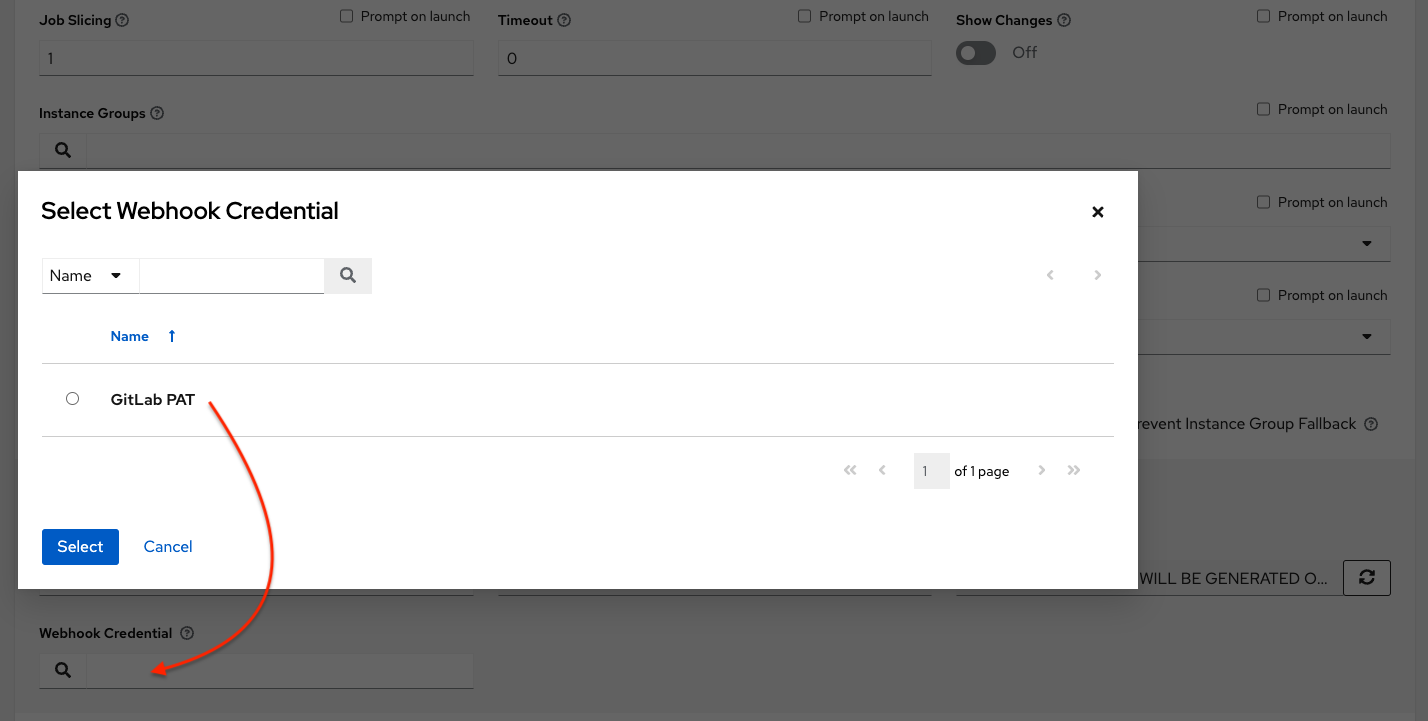 Job Slicing Prompt on launch Timeout Prompt on launch Show Changes Prompt on launch
1 0 Off
Instance Groups Prompt on launch
Select Webhook Credential
Prompt on launch
Name
Prompt on launch
Name
GitLab PAT
revent Instance Group Fallback
1 of 1 page
Select Cancel
WILL BE GENERATED O...
Webhook Credential